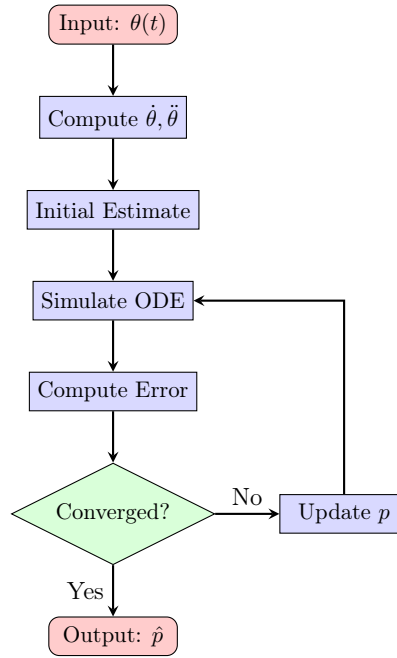 Input: θ(t)
Compute θ̇, θ̈
Initial Estimate
Simulate ODE
Compute Error
Converged?
No
Update p
Yes
Output: p̂